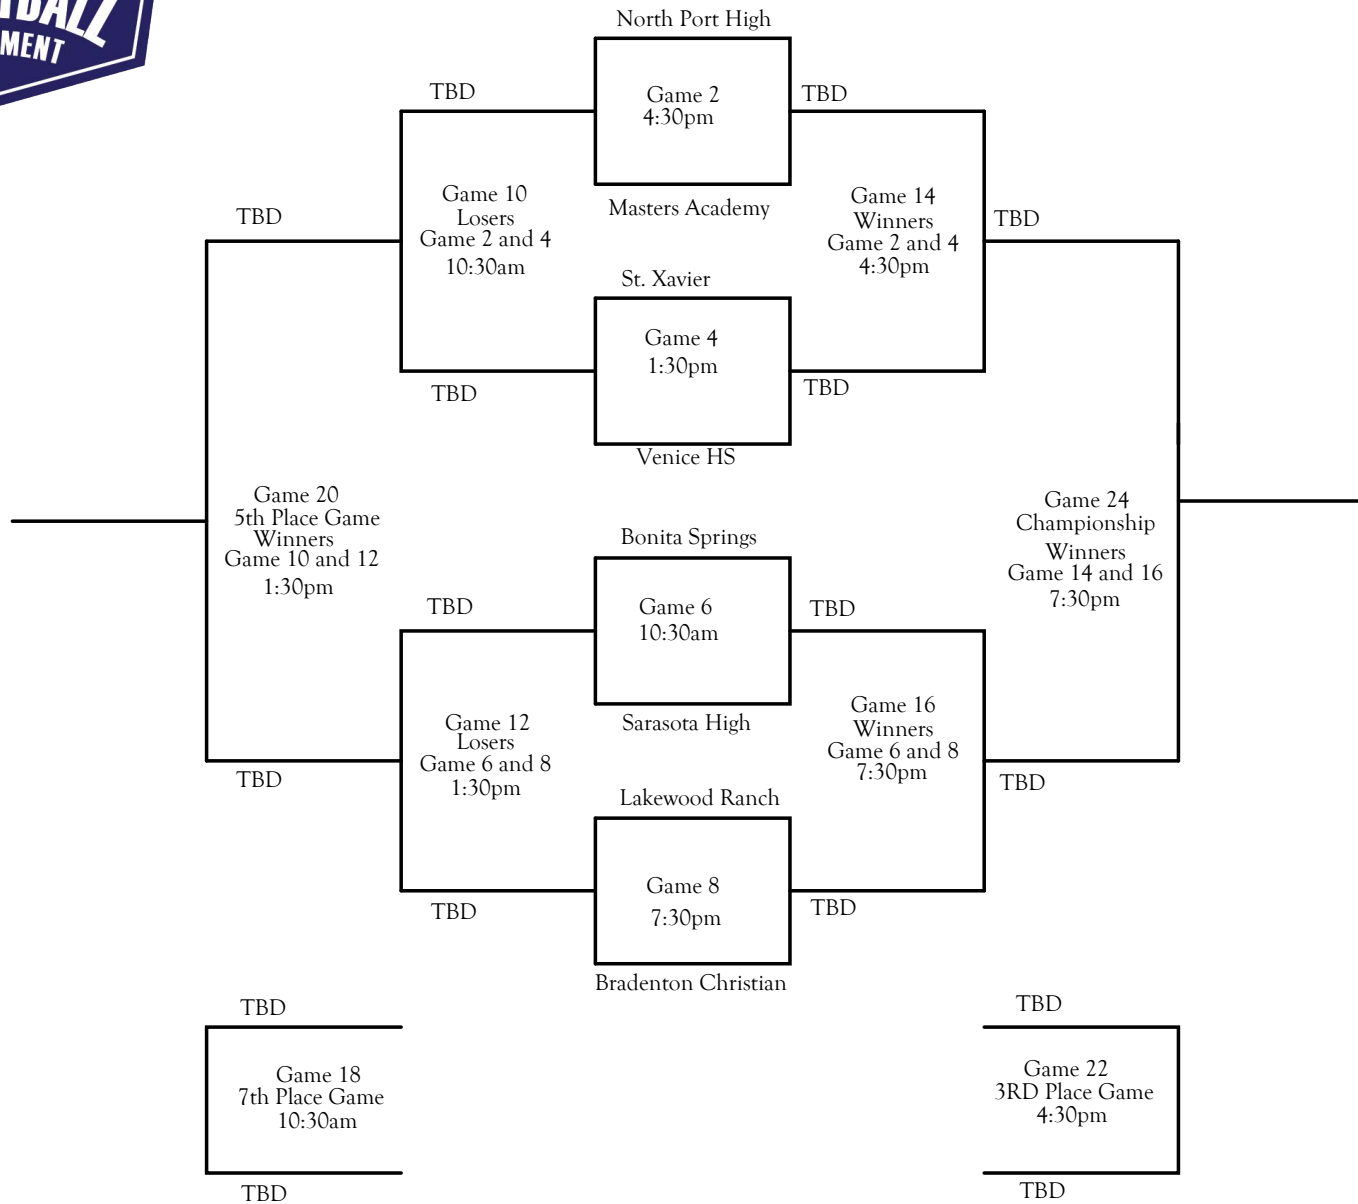 MENT
North Port High
TBD
Game 2
4:30pm
TBD
Masters Academy
Game 10
Losers
Game 2 and 4
10:30am
Game 14
Winners
Game 2 and 4
4:30pm
TBD
TBD
St. Xavier
Game 4
1:30pm
TBD
TBD
Venice HS
Game 20
5th Place Game
Winners
Game 10 and 12
1:30pm
Game 24
Championship
Winners
Game 14 and 16
7:30pm
Bonita Springs
TBD
Game 6
10:30am
TBD
Sarasota High
Game 12
Losers
Game 6 and 8
1:30pm
Game 16
Winners
Game 6 and 8
7:30pm
TBD
TBD
Lakewood Ranch
Game 8
7:30pm
TBD
TBD
Bradenton Christian
TBD
Game 18
7th Place Game
10:30am
TBD
TBD
Game 22
3RD Place Game
4:30pm
TBD